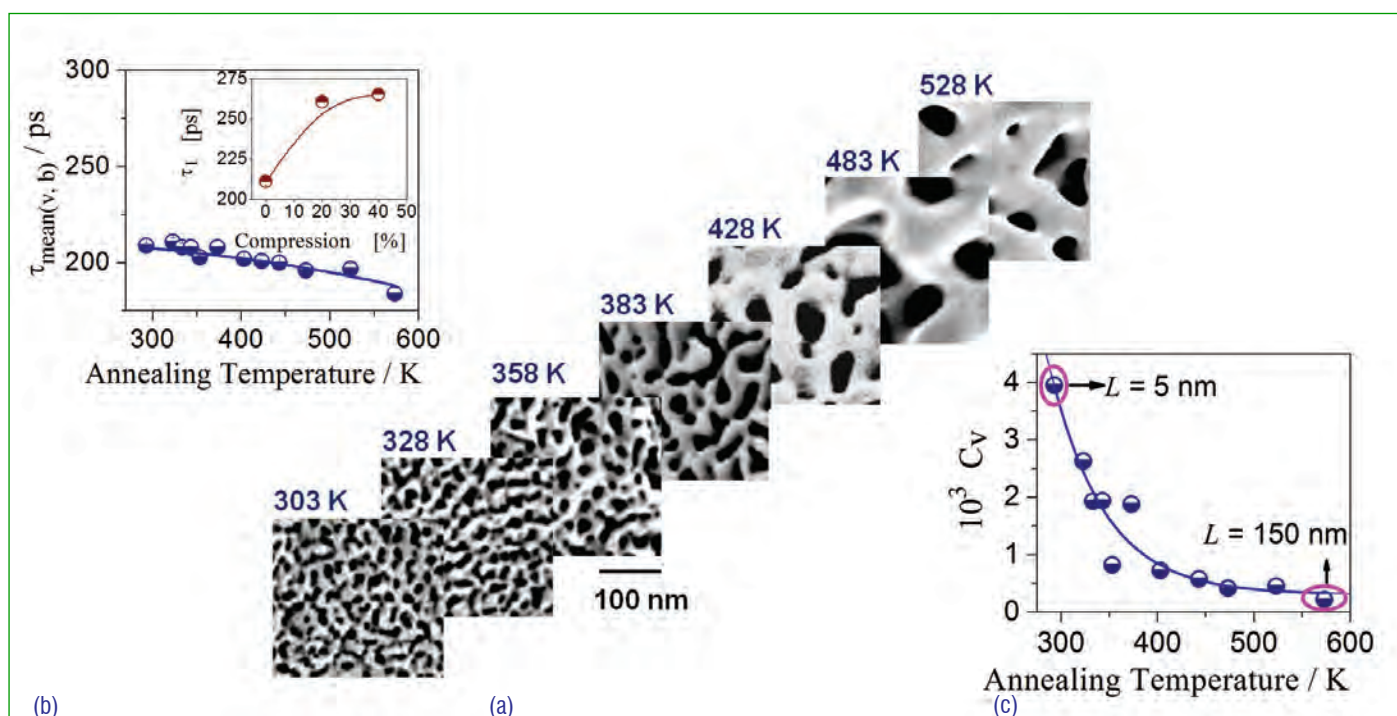 300
250
200
τmean(v, b) / ps
300 400 500 600
Annealing Temperature / K
275
250
225
200
τ1 [ps]
0 10 20 30 40 50
Compression [%]
528 K
483 K
428 K
383 K
358 K
328 K
303 K
100 nm
4
3
2
1
0
10³ Cv
L = 5 nm
L = 150 nm
300 400 500 600
Annealing Temperature / K
(b) (a) (c)